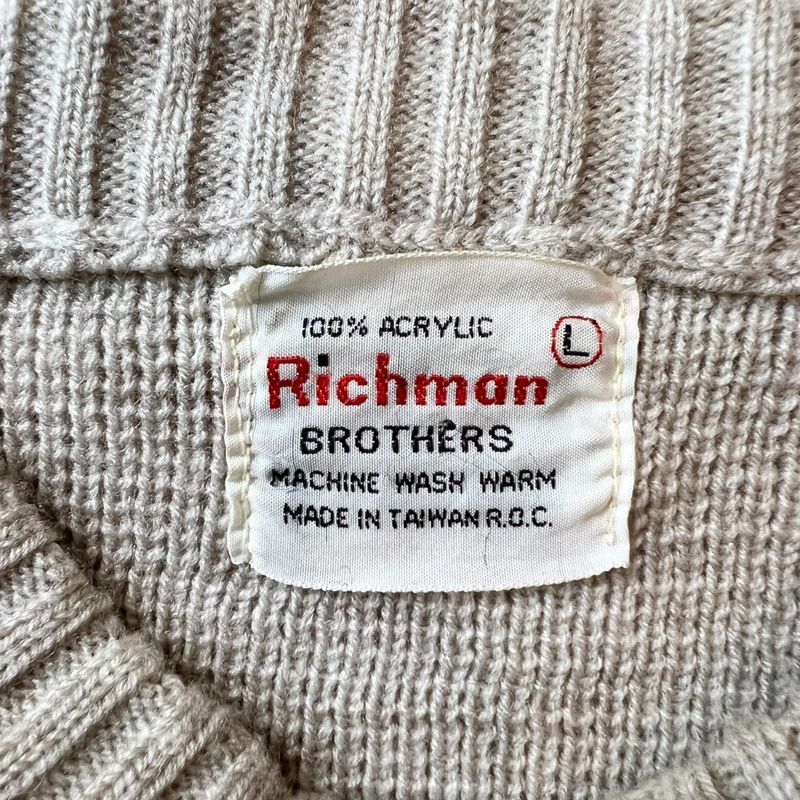 100% ACRYLIC
L
Richman
BROTHERS
MACHINE WASH WARM
MADE IN TAIWAN R.O.C.